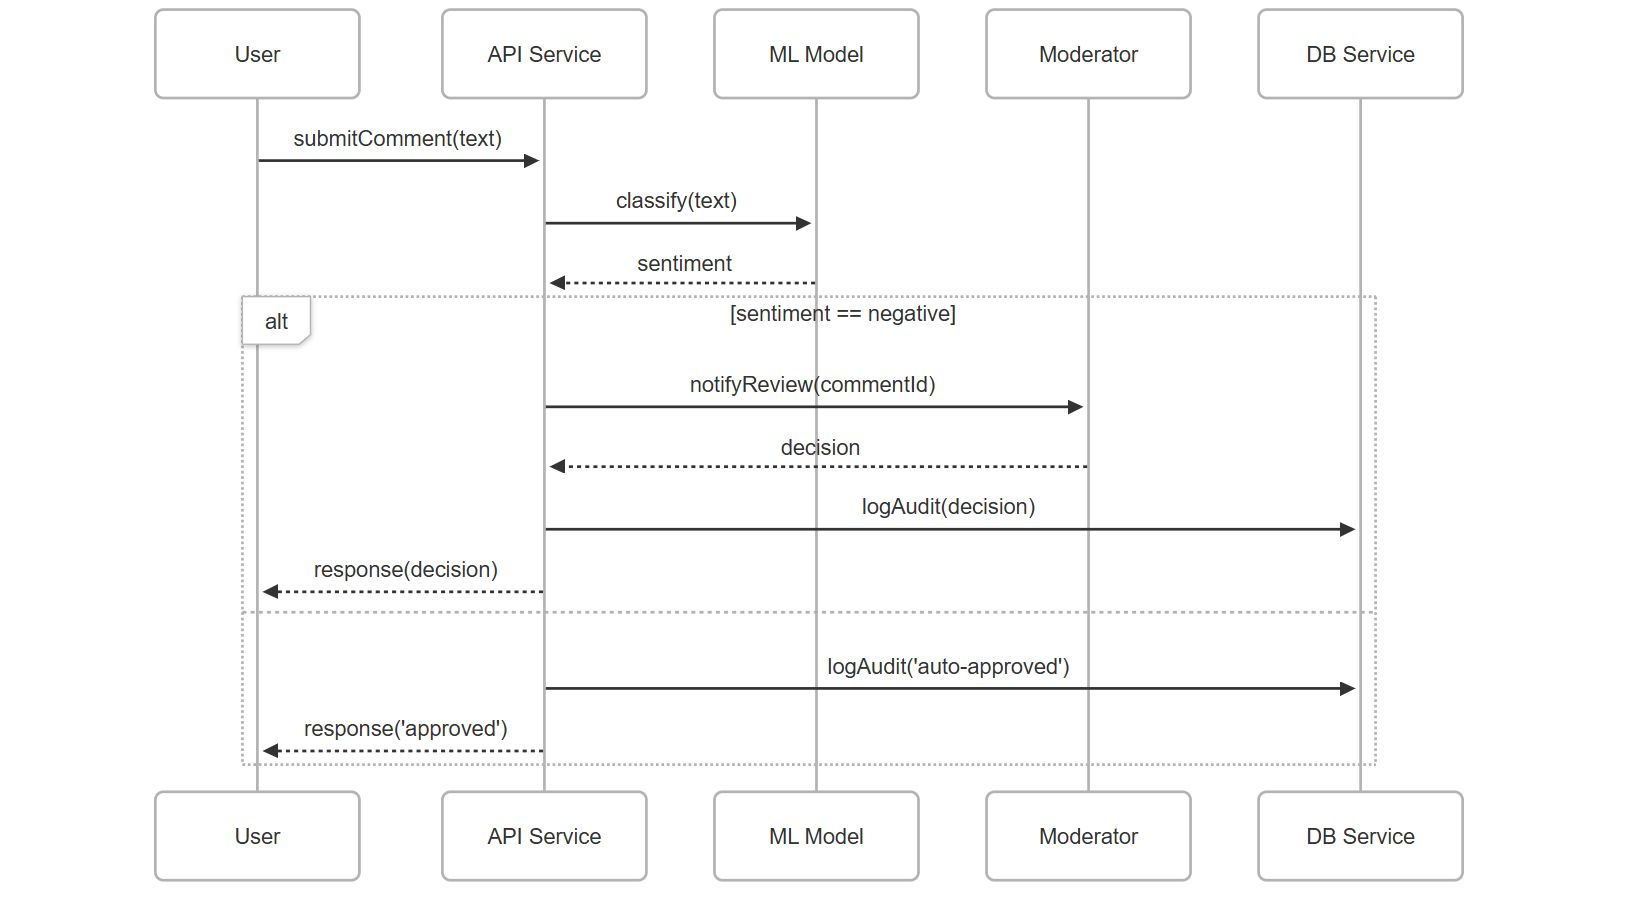 User
API Service
ML Model
Moderator
DB Service
submitComment(text)
classify(text)
sentiment
alt
[sentiment == negative]
notifyReview(commentId)
decision
logAudit(decision)
response(decision)
logAudit('auto-approved')
response('approved')
User
API Service
ML Model
Moderator
DB Service